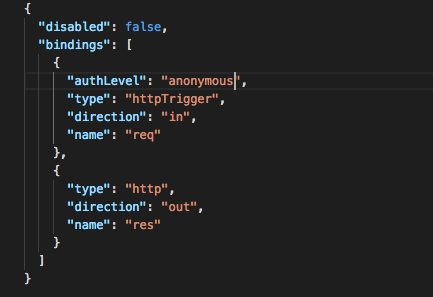 {
"disabled": false,
"bindings": [
{
"authLevel": "anonymous",
"type": "httpTrigger",
"direction": "in",
"name": "req"
},
{
"type": "http",
"direction": "out",
"name": "res"
}
]
}